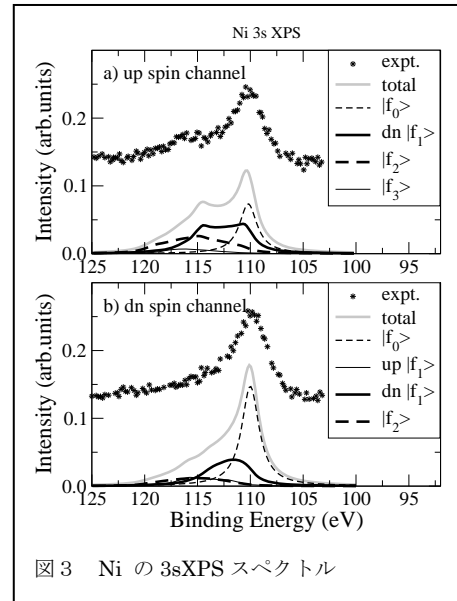 Ni 3s XPS
a) up spin channel
expt.
total
|f0>
dn |f1>
|f2>
|f3>
Intensity (arb.units)
0.2
0.1
0.0
125 120 115 110 105 100 95
b) dn spin channel
expt.
total
|f0>
up |f1>
dn |f1>
|f2>
Intensity (arb.units)
0.2
0.1
0.0
125 120 115 110 105 100 95
Binding Energy (eV)
図３ Ni の 3sXPS スペクトル